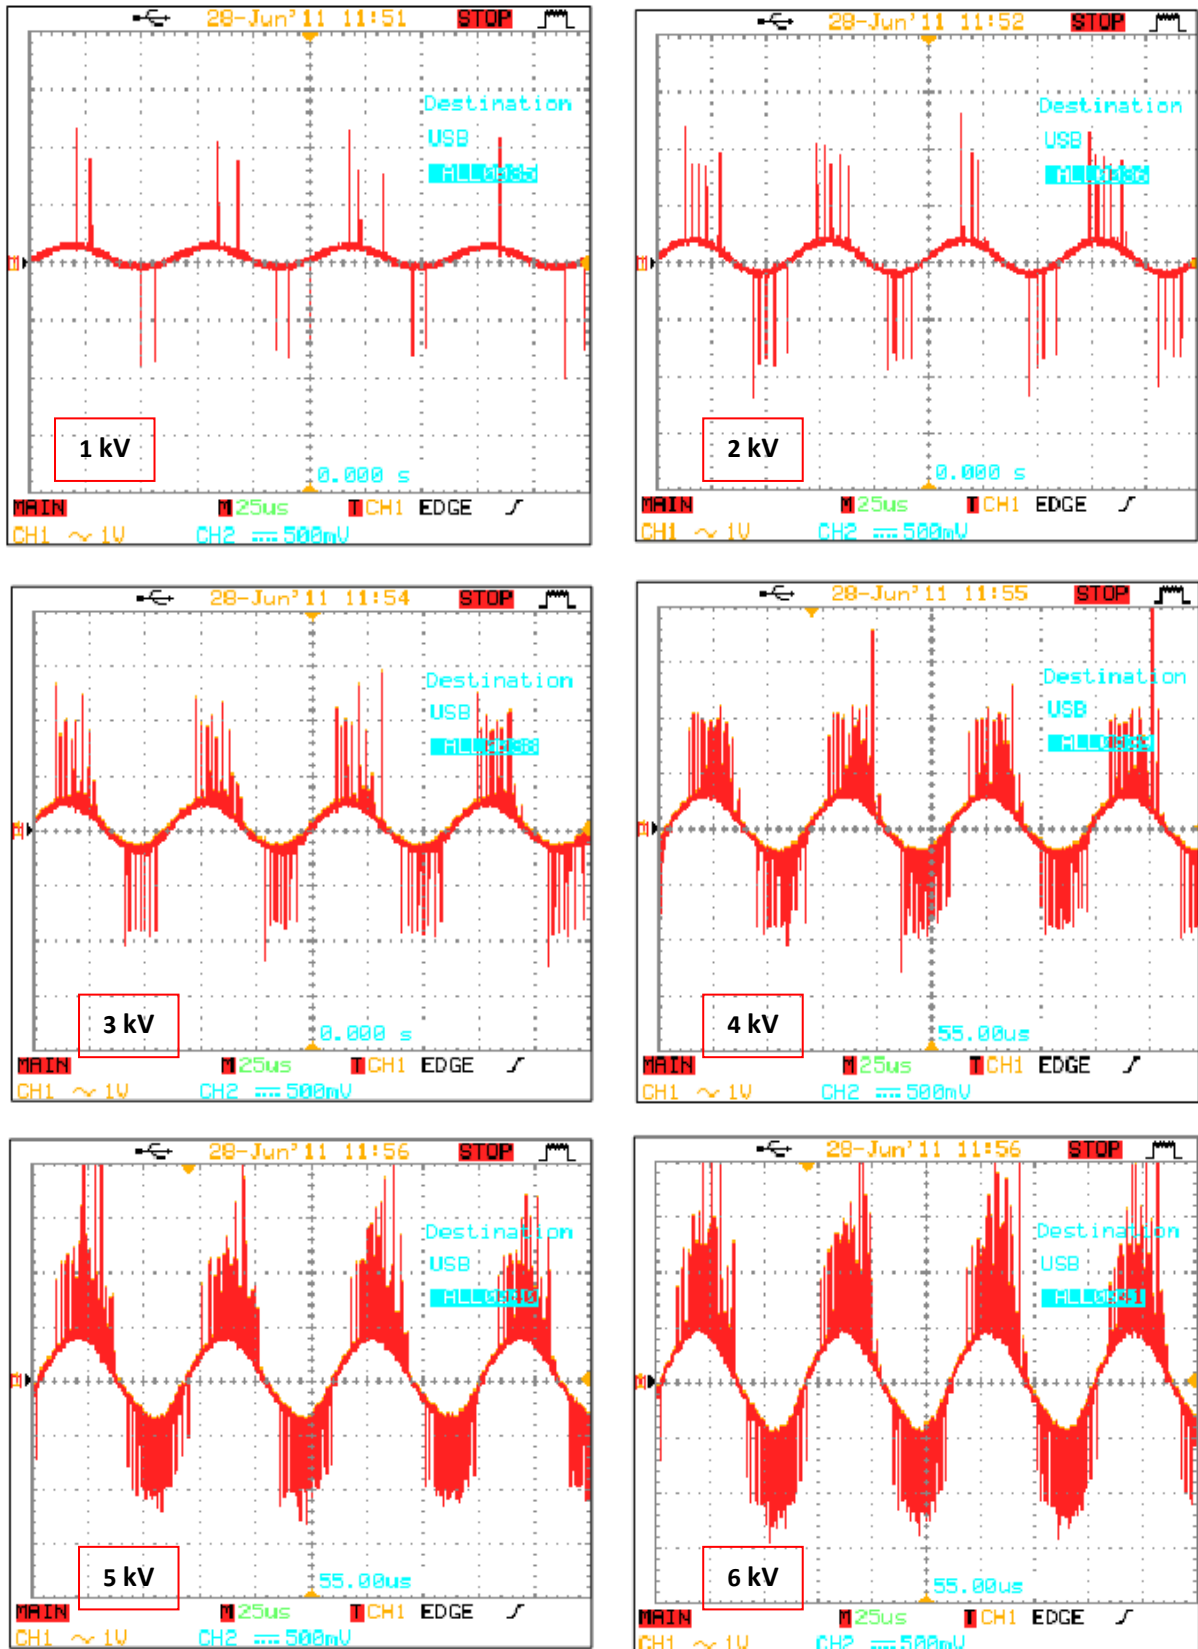 28-Jun'11 11:51 STOP
Destination
USB
ALL0035
1 kV
0.000 s
MAIN M 25us T CH1 EDGE
CH1 ~ 1V CH2 500mV
28-Jun'11 11:52 STOP
Destination
USB
ALL0036
2 kV
0.000 s
MAIN M 25us T CH1 EDGE
CH1 ~ 1V CH2 500mV
28-Jun'11 11:54 STOP
Destination
USB
3 kV
0.000 s
MAIN M 25us T CH1 EDGE
CH1 ~ 1V CH2 500mV
28-Jun'11 11:55 STOP
Destination
USB
4 kV
55.00us
MAIN M 25us T CH1 EDGE
CH1 ~ 1V CH2 500mV
28-Jun'11 11:56 STOP
Destination
USB
5 kV
55.00us
MAIN M 25us T CH1 EDGE
CH1 ~ 1V CH2 500mV
28-Jun'11 11:56 STOP
Destination
USB
6 kV
55.00us
MAIN M 25us T CH1 EDGE
CH1 ~ 1V CH2 500mV